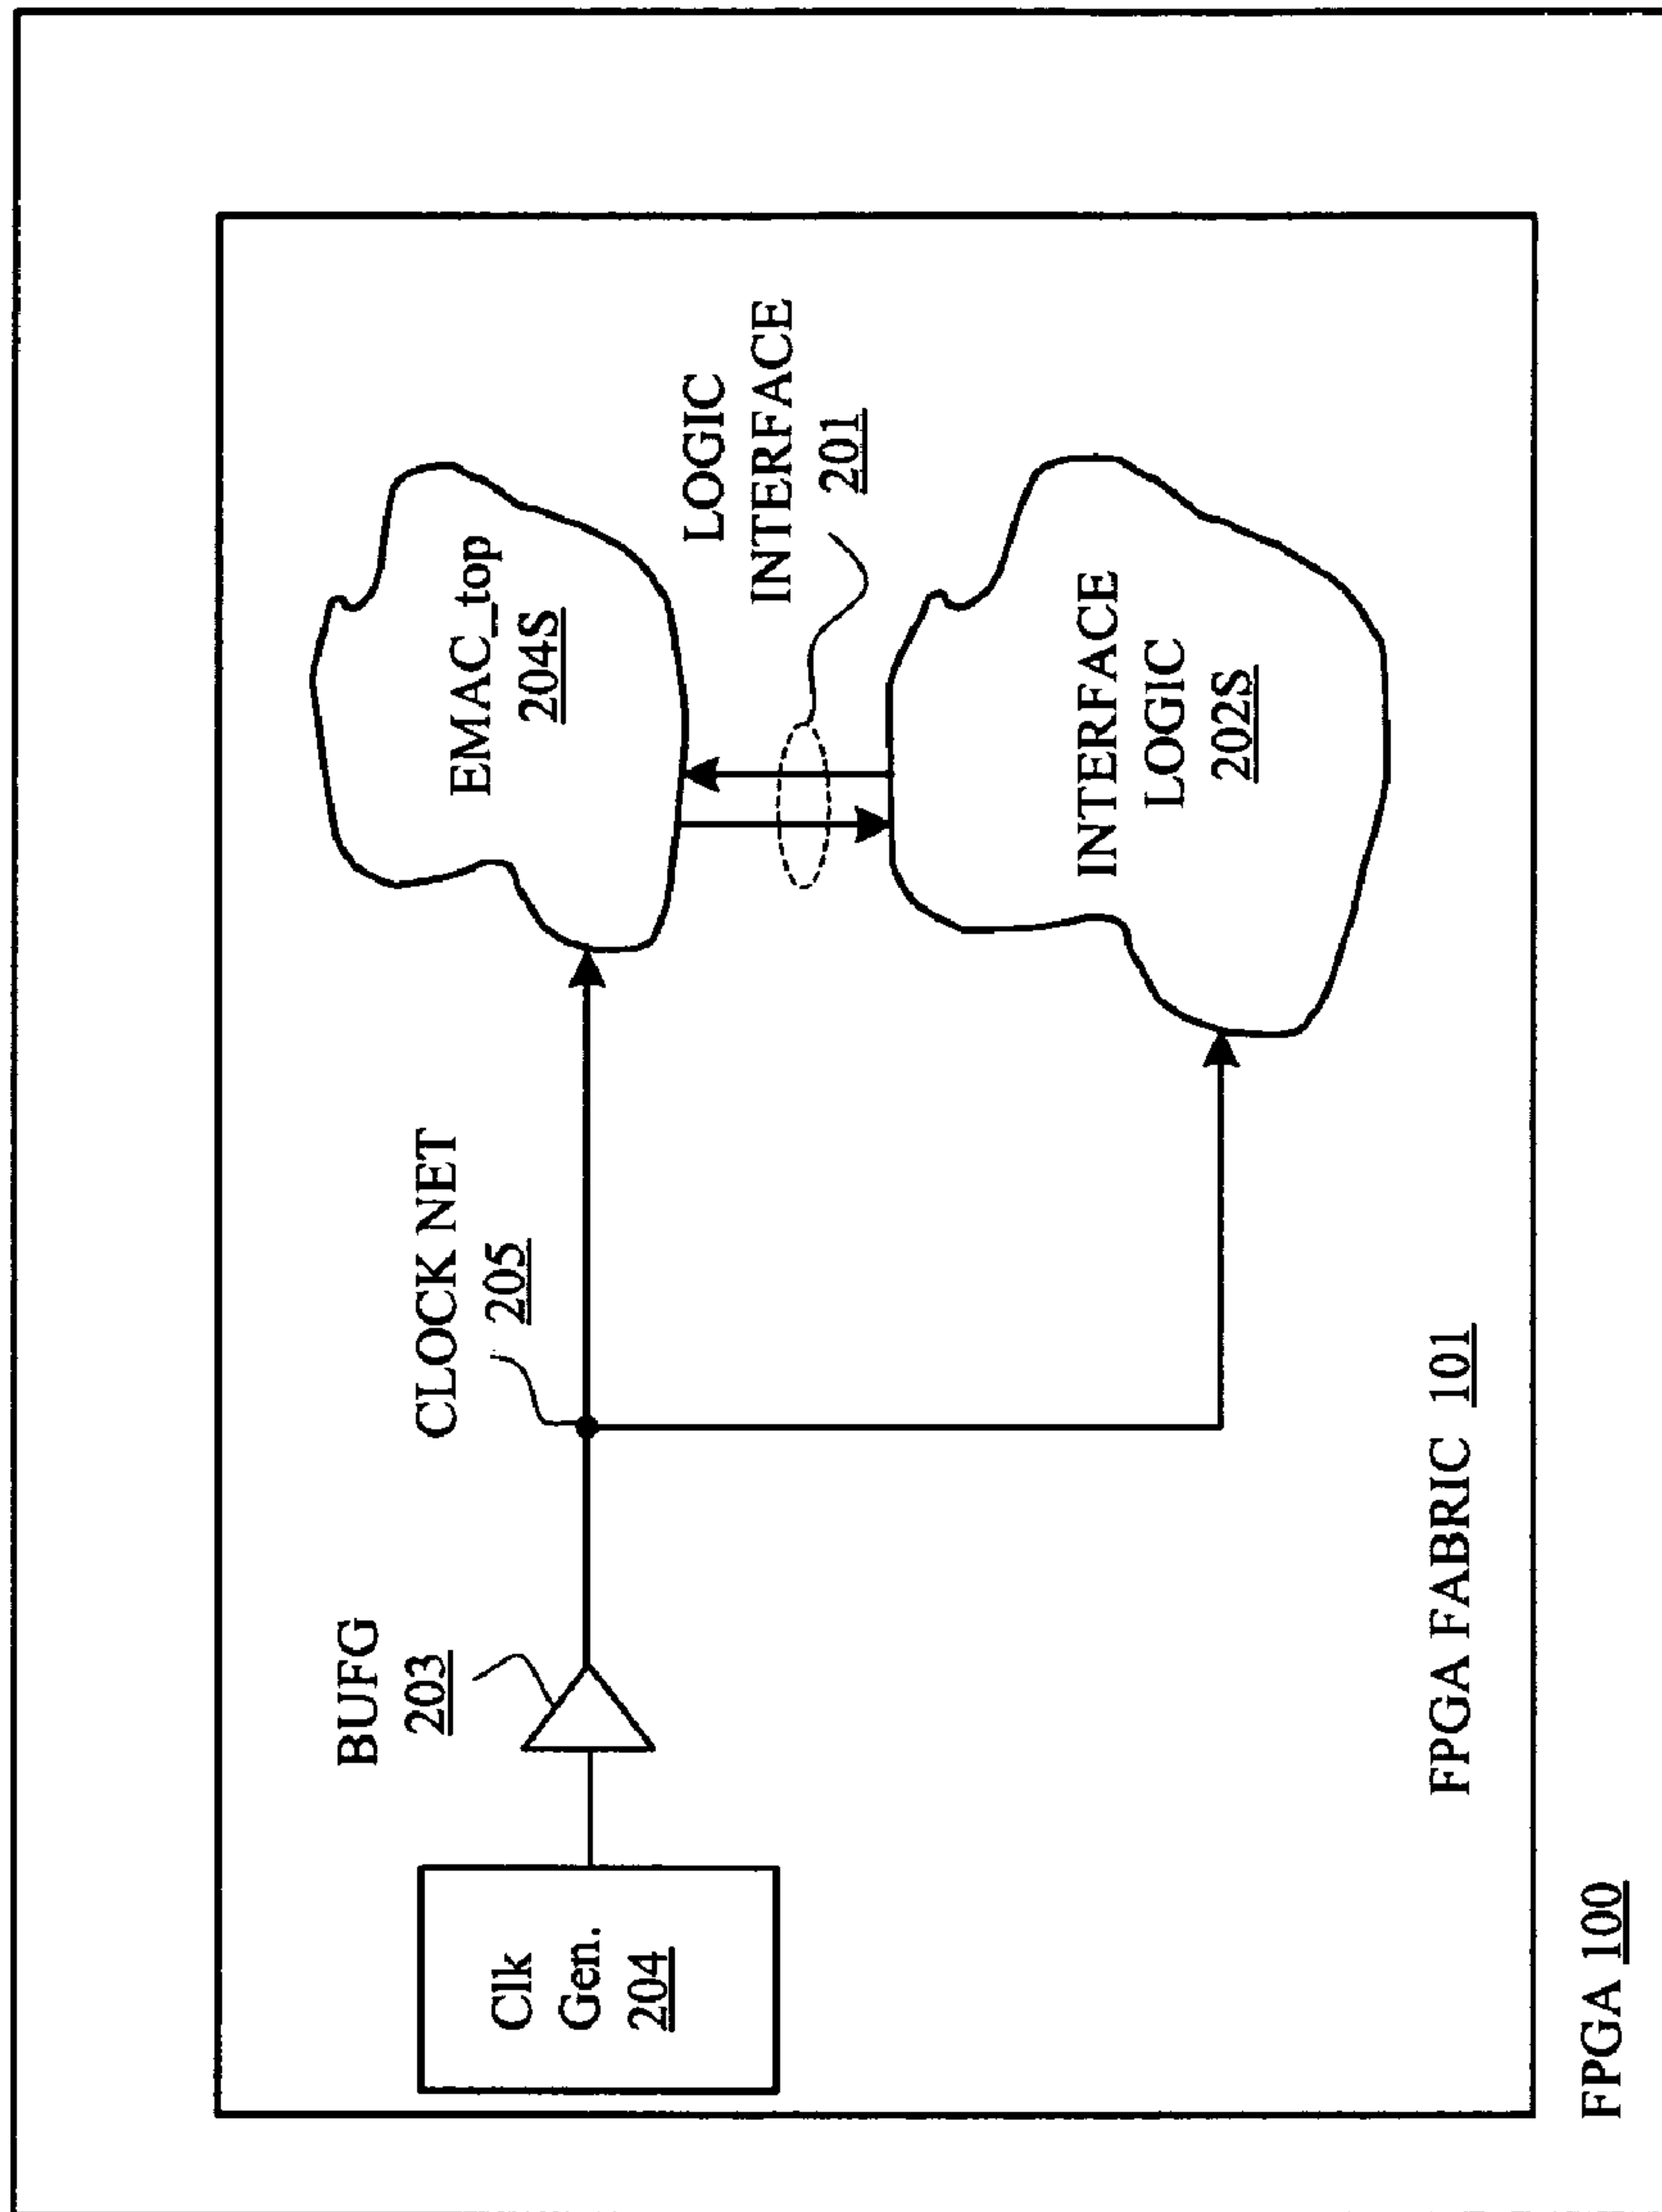 BUFG
203
Clk
Gen.
204
CLOCK NET
205
EMAC_top
204S
LOGIC
INTERFACE
201
INTERFACE
LOGIC
202S
FPGA FABRIC 101
FPGA 100